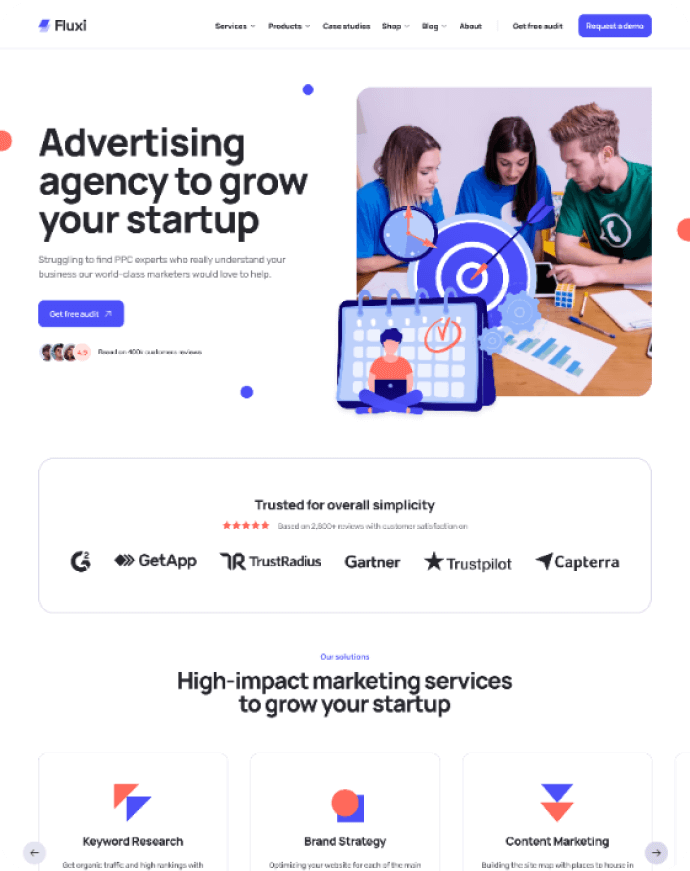 Fluxi
Services Products Case studies Shop Blog About Get free audit Request a demo
Advertising
agency to grow
your startup
Struggling to find PPC experts who really understand your
business our world-class marketers would love to help.
Get free audit
4.9 Based on 400k customers reviews
Trusted for overall simplicity
Based on 2,800+ reviews with customer satisfaction on
G2 GetApp TrustRadius Gartner Trustpilot Capterra
Our solutions
High-impact marketing services
to grow your startup
Keyword Research Brand Strategy Content Marketing
Get organic traffic and high rankings with Optimizing your website for each of the main Building the site map with places to house in